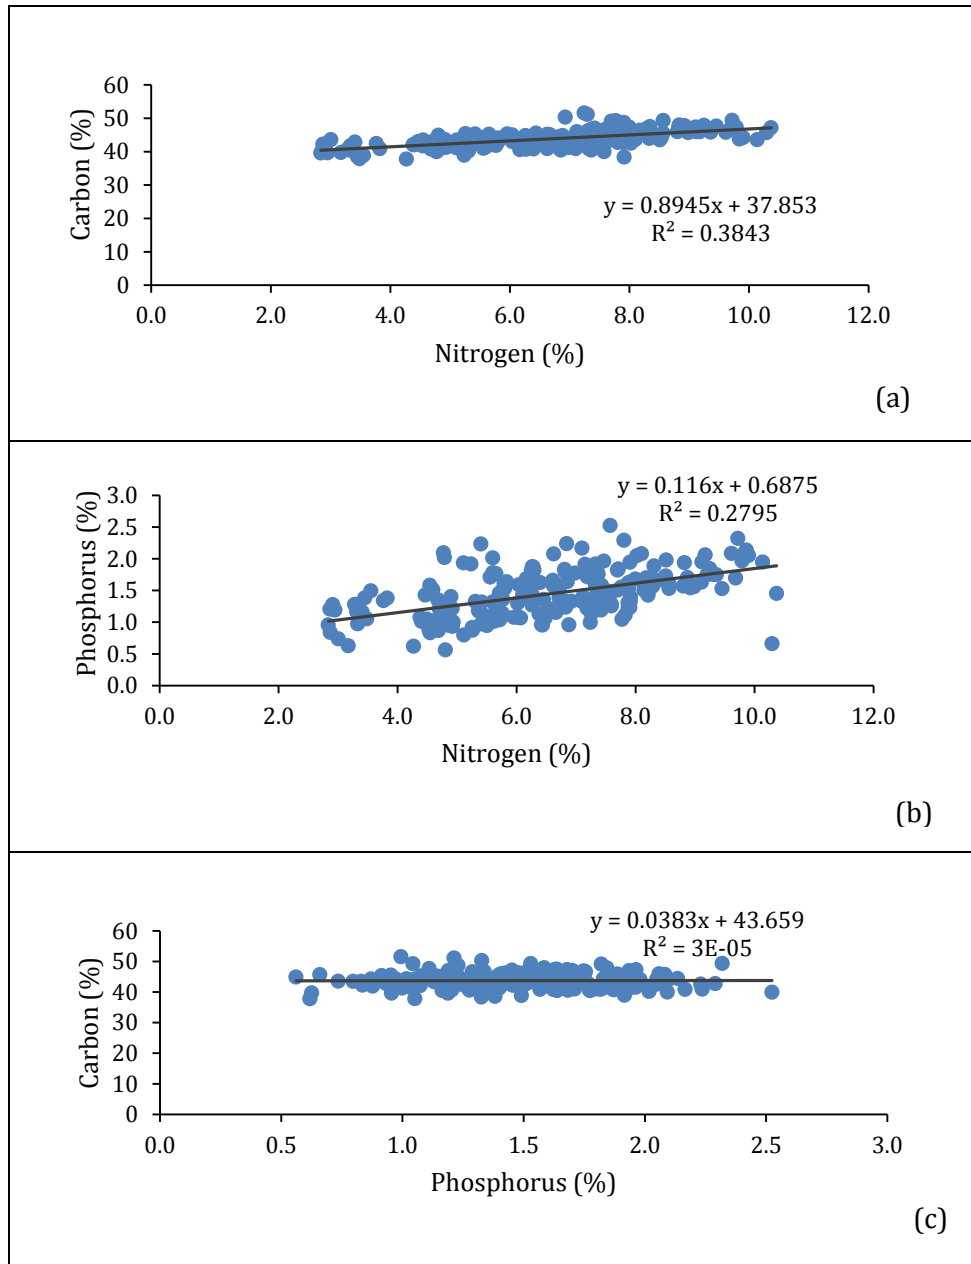 60
50
40
30
20
10
0
Carbon (%)
y = 0.8945x + 37.853
R² = 0.3843
0.0 2.0 4.0 6.0 8.0 10.0 12.0
Nitrogen (%)
(a)
3.0
2.5
2.0
1.5
1.0
0.5
0.0
Phosphorus (%)
y = 0.116x + 0.6875
R² = 0.2795
0.0 2.0 4.0 6.0 8.0 10.0 12.0
Nitrogen (%)
(b)
60
50
40
30
20
10
0
Carbon (%)
y = 0.0383x + 43.659
R² = 3E-05
0.0 0.5 1.0 1.5 2.0 2.5 3.0
Phosphorus (%)
(c)